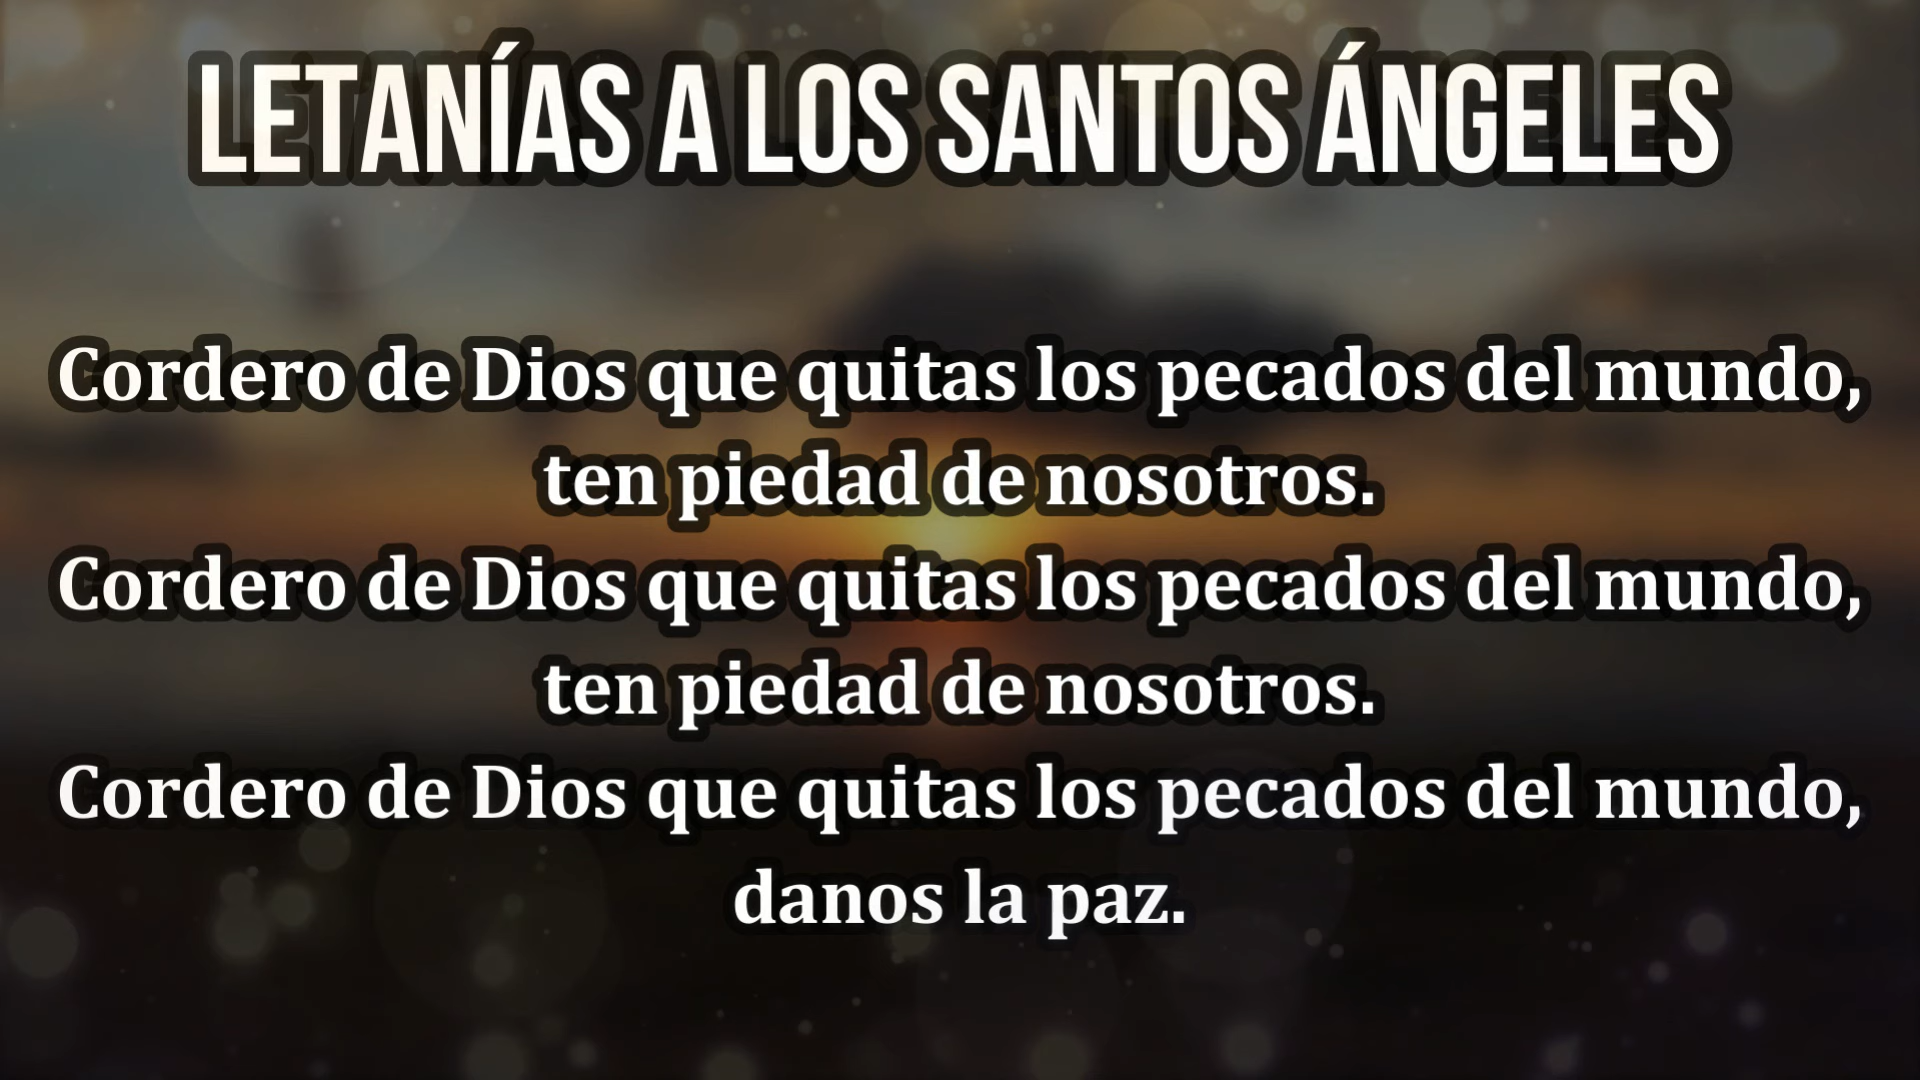 LETANÍAS A LOS SANTOS ÁNGELES
Cordero de Dios que quitas los pecados del mundo,
ten piedad de nosotros.
Cordero de Dios que quitas los pecados del mundo,
ten piedad de nosotros.
Cordero de Dios que quitas los pecados del mundo,
danos la paz.